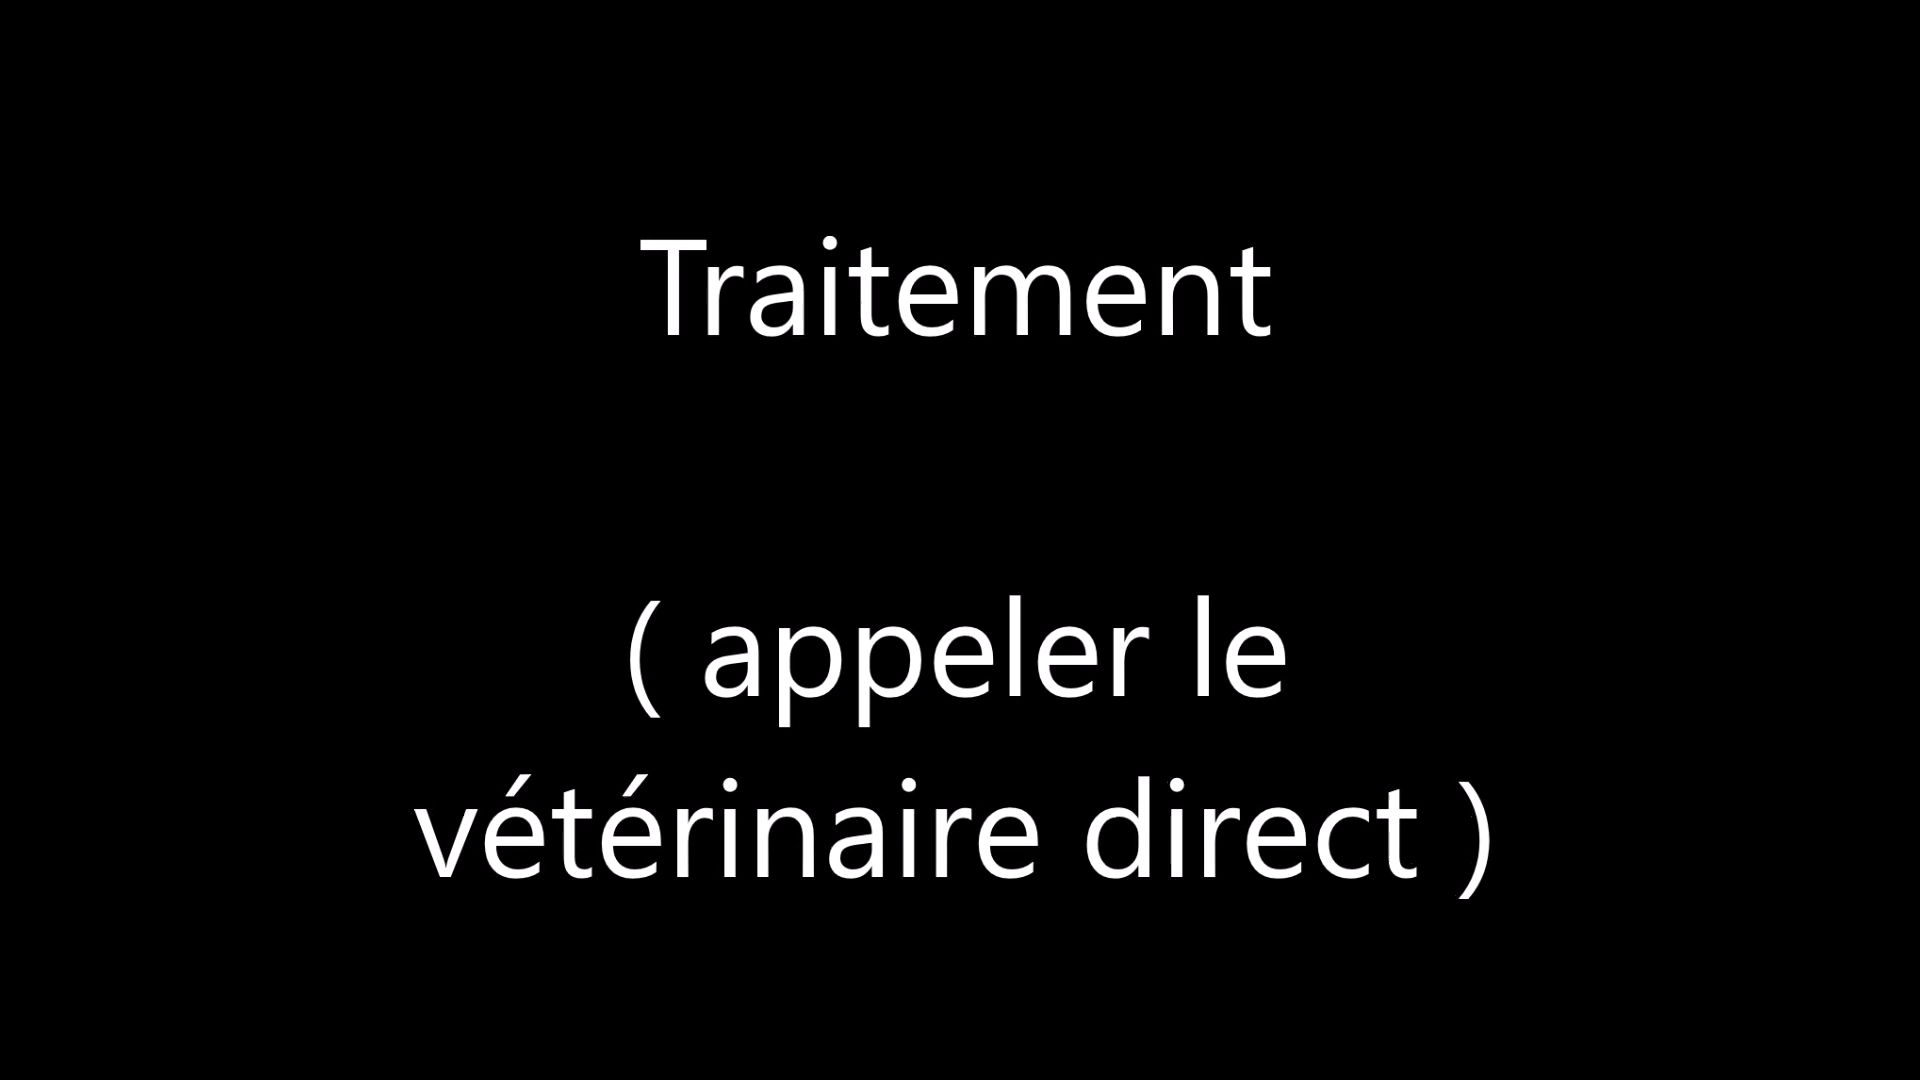 Traitement
( appeler le
vétérinaire direct )